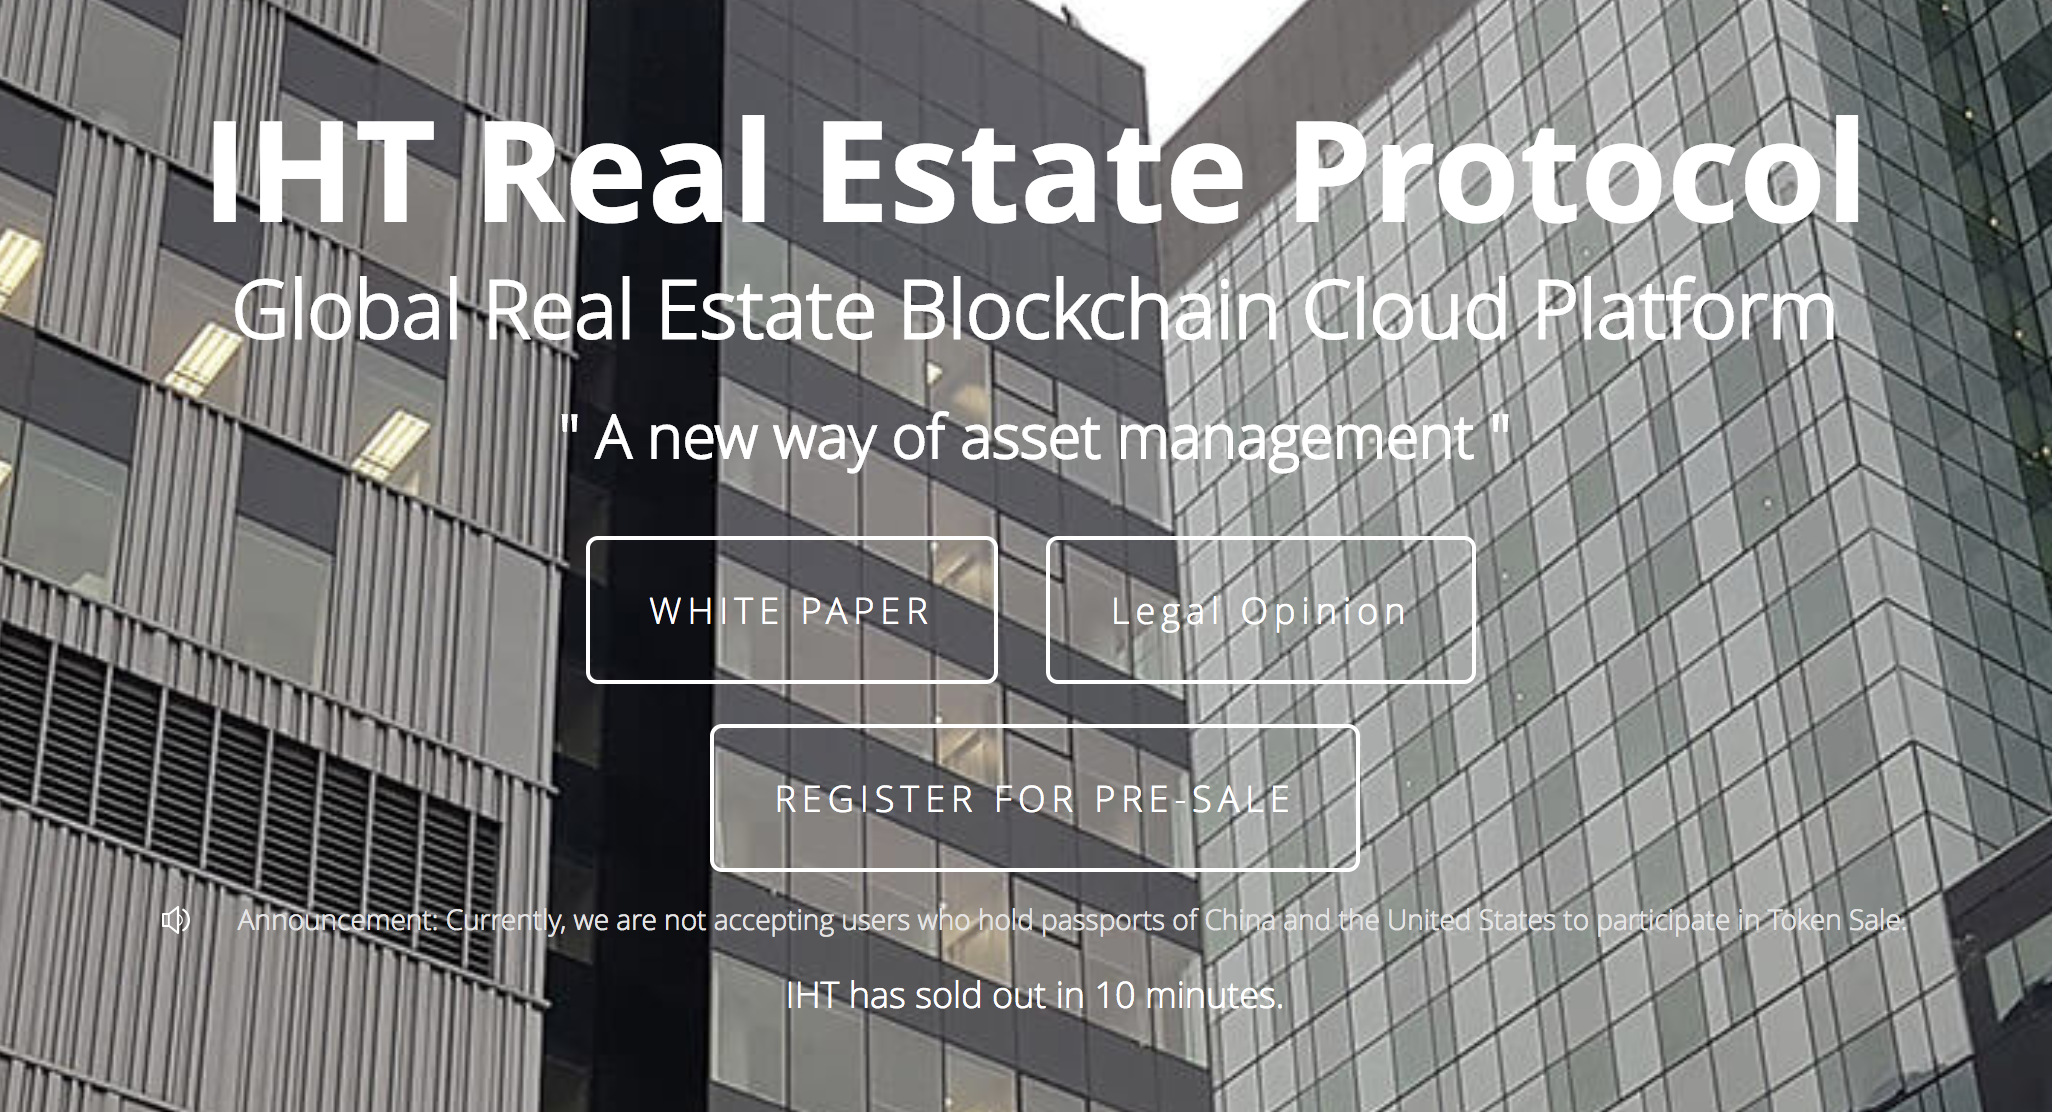 IHT Real Estate Protocol
Global Real Estate Blockchain Cloud Platform
" A new way of asset management "
WHITE PAPER
Legal Opinion
REGISTER FOR PRE-SALE
Announcement: Currently, we are not accepting users who hold passports of China and the United States to participate in Token Sale.
IHT has sold out in 10 minutes.